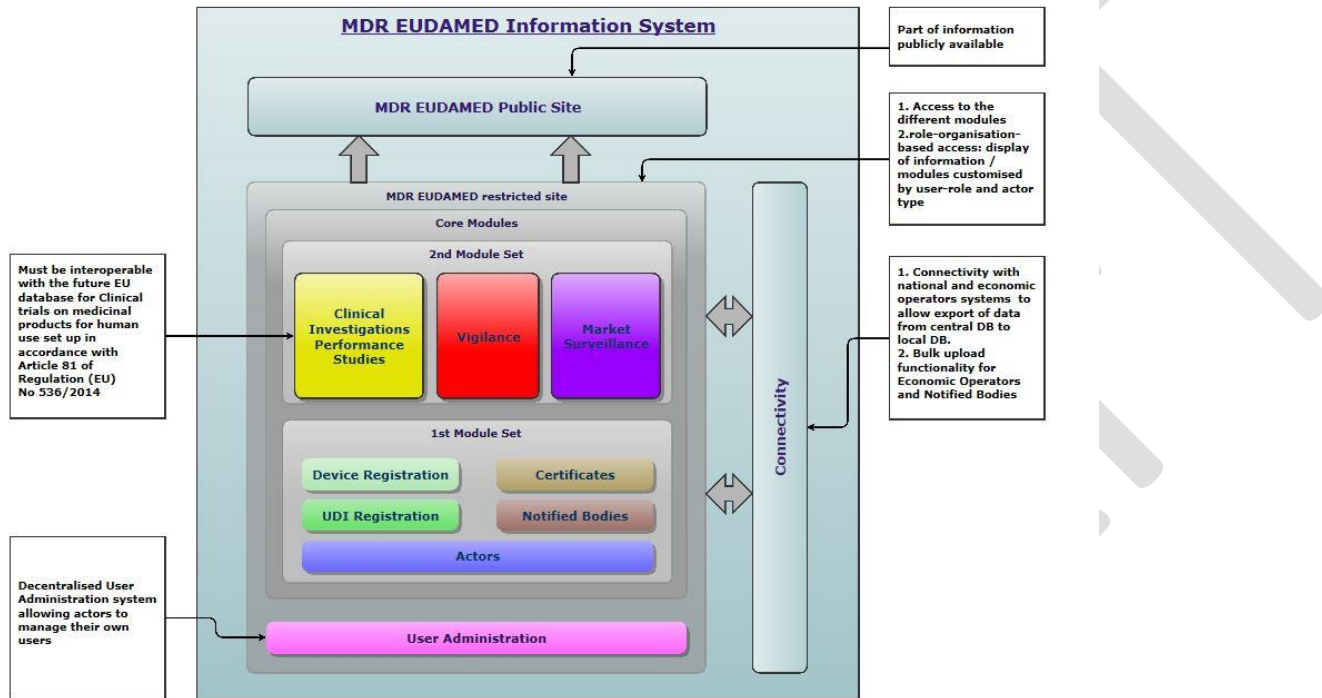 MDR EUDAMED Information System
Part of information
publicly available
MDR EUDAMED Public Site
1. Access to the
different modules
2.role-organisation-
based access: display
of information /
modules customised
by user-role and actor
type
MDR EUDAMED restricted site
Core Modules
2nd Module Set
Must be interoperable
with the future EU
database for Clinical
trials on medicinal
products for human
use set up in
accordance with
Article 81 of
Regulation (EU)
No 536/2014
Clinical
Investigations
Performance
Studies
Vigilance
Market
Surveillance
1. Connectivity with
national and economic
operators systems to
allow export of data
from central DB to
local DB.
2. Bulk upload
functionality for
Economic Operators
and Notified Bodies
Connectivity
1st Module Set
Device Registration
Certificates
UDI Registration
Notified Bodies
Actors
Decentralised User
Administration system
allowing actors to
manage their own
users
User Administration